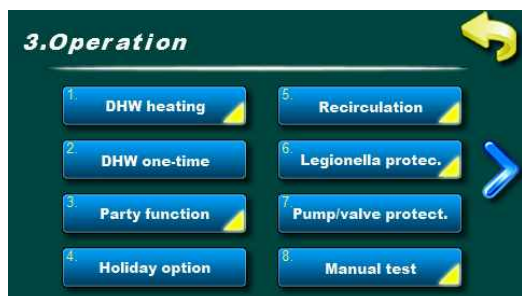 3.Operation
1. DHW heating
2. DHW one-time
3. Party function
4. Holiday option
5. Recirculation
6. Legionella protec.
7. Pump/valve protect.
8. Manual test